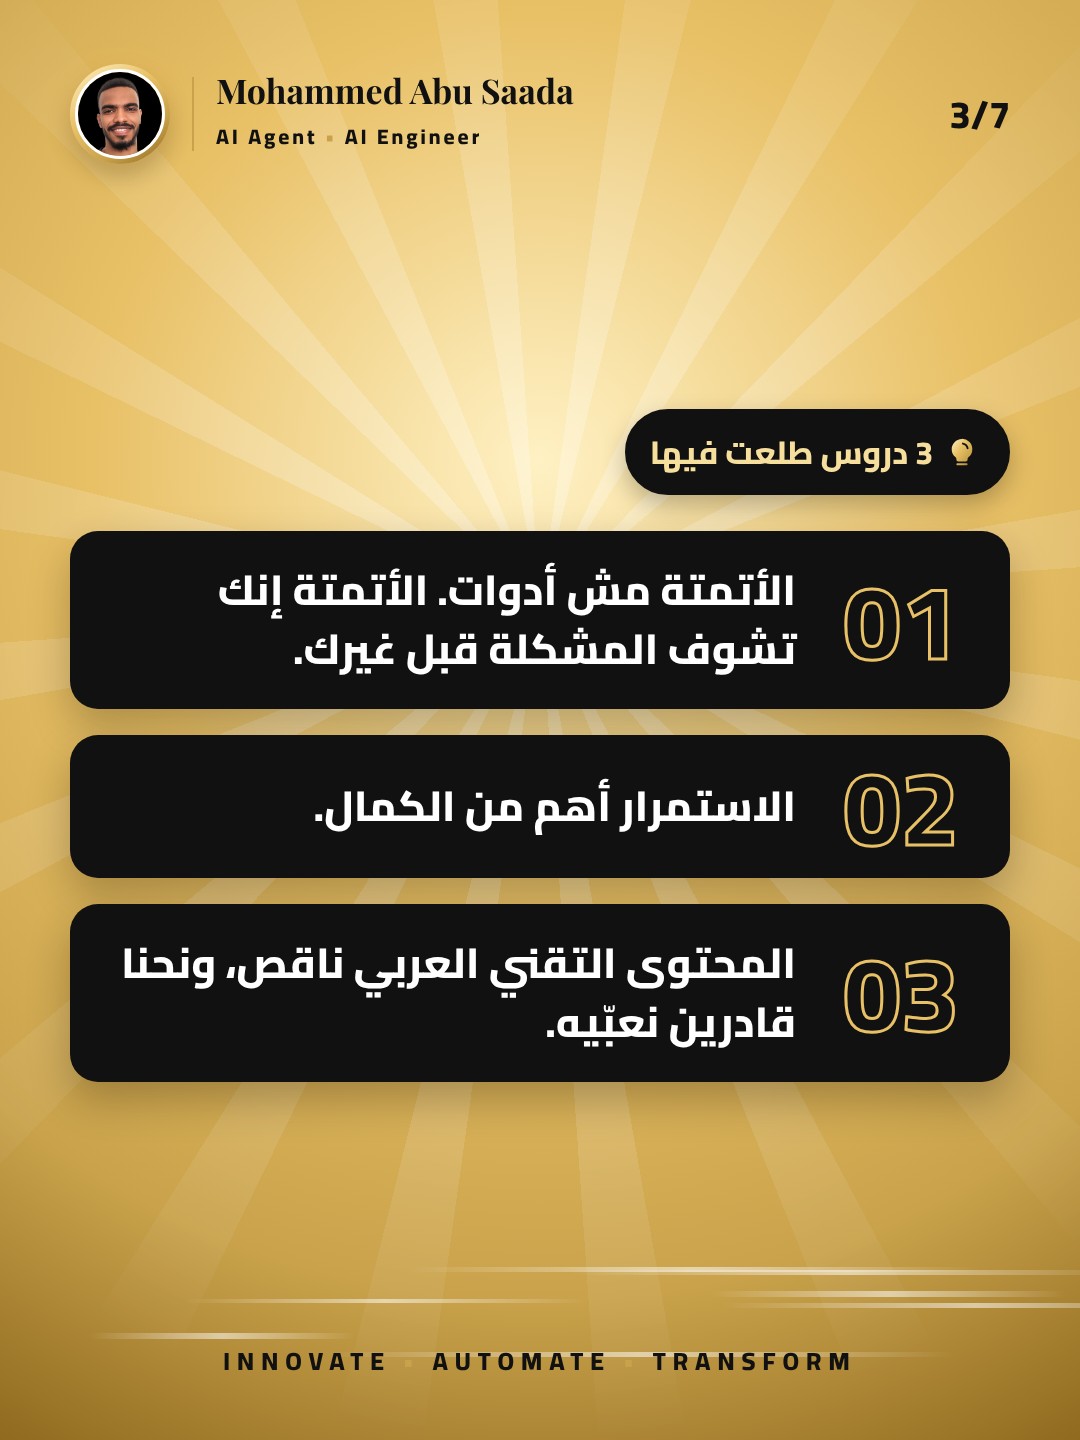 Mohammed Abu Saada
AI Agent • AI Engineer
3/7
3 دروس طلعت فيها
01
الأتمتة مش أدوات. الأتمتة إنك
تشوف المشكلة قبل غيرك.
02
الاستمرار أهم من الكمال.
03
المحتوى التقني العربي ناقص، ونحنا
قادرين نعبّيه.
INNOVATE • AUTOMATE • TRANSFORM